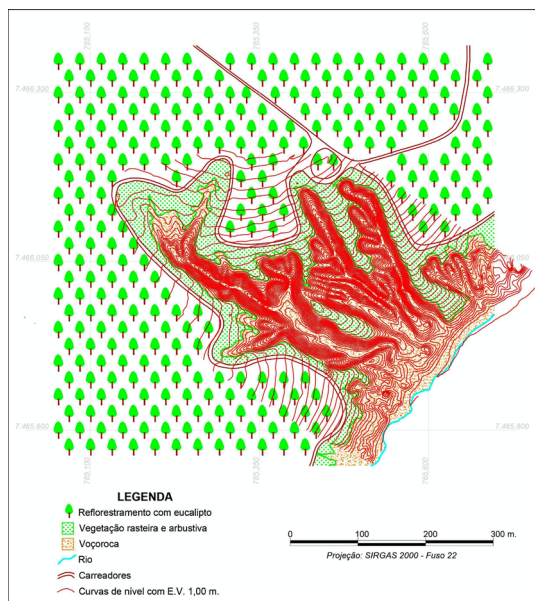 785.100 785.350 785.600
7.466.300 7.466.300
7.466.050 7.466.050
7.465.800 7.465.800
785.100 785.350 785.600
LEGENDA
Reflorestramento com eucalipto
Vegetação rasteira e arbustiva
Voçoroca
Rio
Carreadores
Curvas de nível com E.V. 1,00 m.
0 100 200 300 m.
Projeção: SIRGAS 2000 - Fuso 22